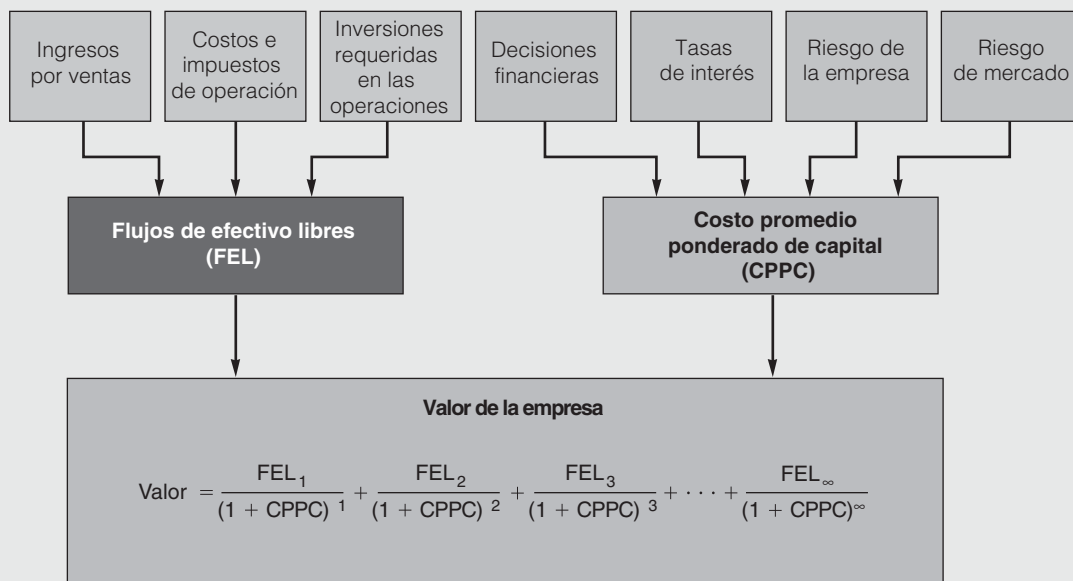 Ingresos
por ventas
Costos e
impuestos
de operación
Inversiones
requeridas
en las
operaciones
Decisiones
financieras
Tasas
de interés
Riesgo de
la empresa
Riesgo
de mercado
Flujos de efectivo libres
(FEL)
Costo promedio
ponderado de capital
(CPPC)
Valor de la empresa
Valor = FEL₁/(1 + CPPC)¹ + FEL₂/(1 + CPPC)² + FEL₃/(1 + CPPC)³ + · · · + FEL∞/(1 + CPPC)^∞